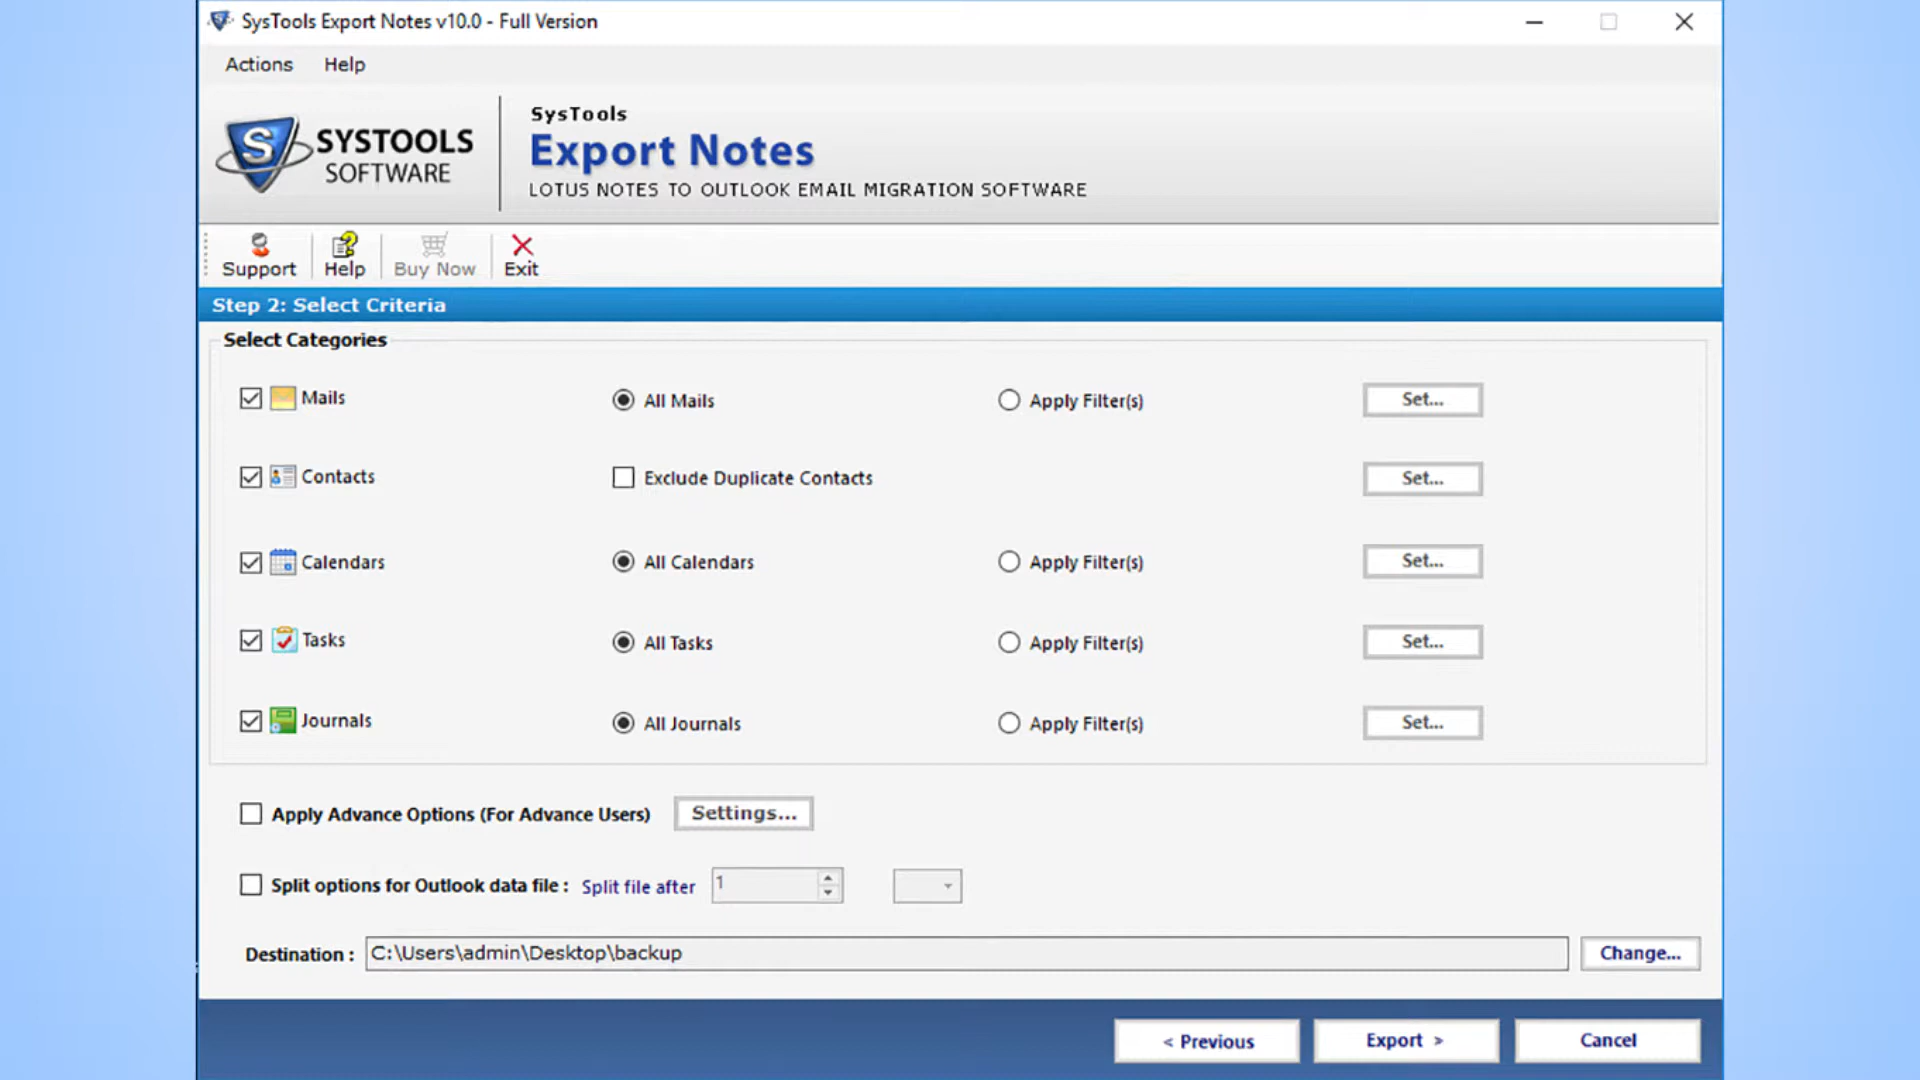 SysTools Export Notes v10.0 - Full Version
Actions Help
SYSTOOLS
SOFTWARE
SysTools
Export Notes
LOTUS NOTES TO OUTLOOK EMAIL MIGRATION SOFTWARE
Support Help Buy Now Exit
Step 2: Select Criteria
Select Categories
Mails All Mails Apply Filter(s) Set...
Contacts Exclude Duplicate Contacts Set...
Calendars All Calendars Apply Filter(s) Set...
Tasks All Tasks Apply Filter(s) Set...
Journals All Journals Apply Filter(s) Set...
Apply Advance Options (For Advance Users) Settings...
Split options for Outlook data file : Split file after 1
Destination : C:\Users\admin\Desktop\backup Change...
< Previous Export > Cancel